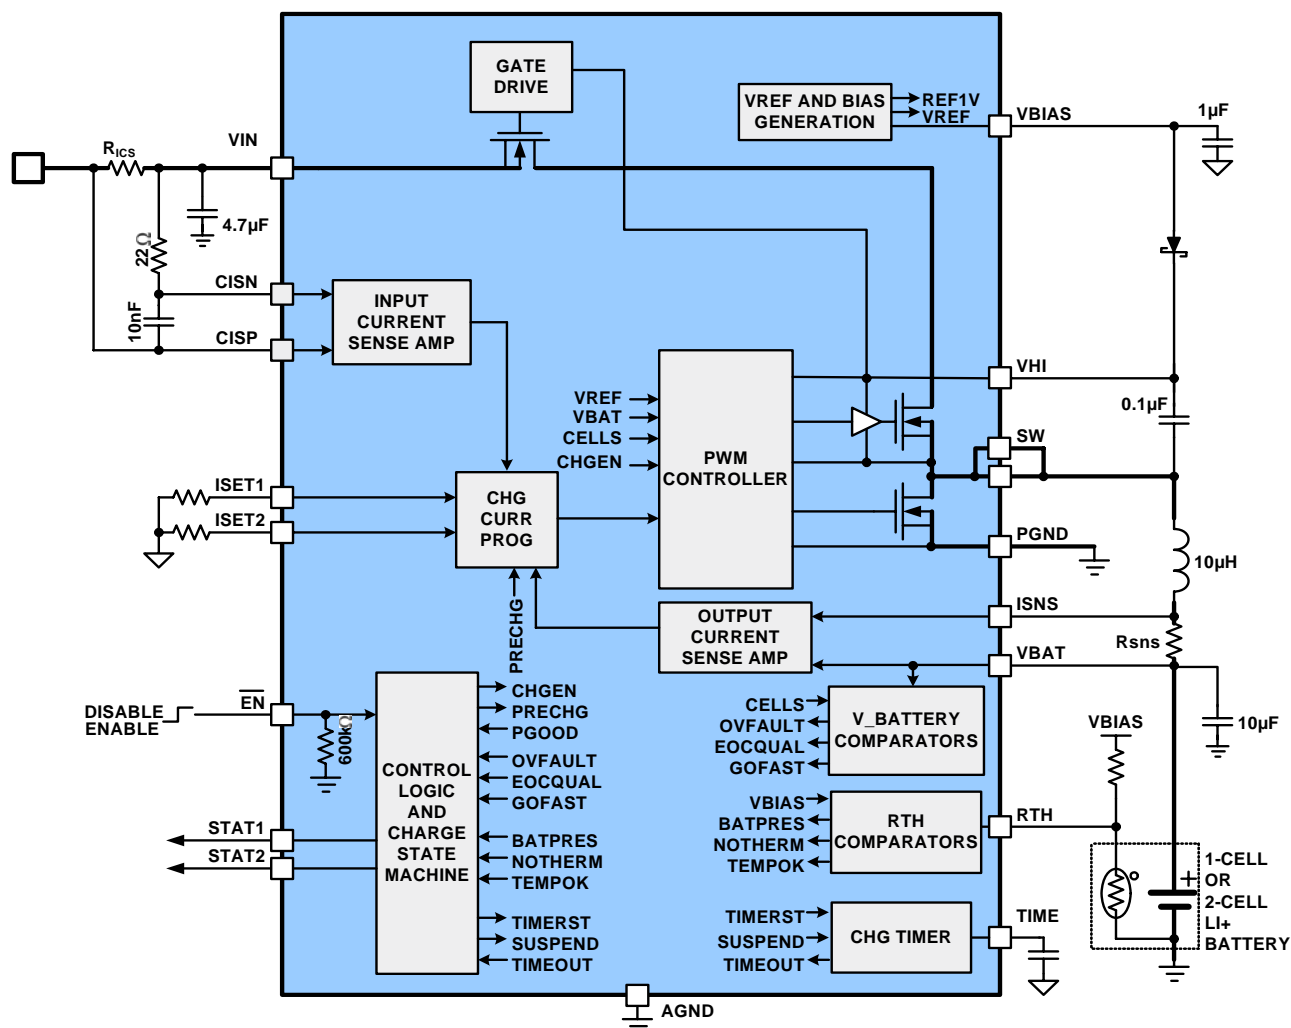 GATE
DRIVE
VREF AND BIAS
GENERATION
REF1V
VREF
VBIAS
1µF
RICS
VIN
4.7µF
22Ω
10nF
CISN
CISP
INPUT
CURRENT
SENSE AMP
VHI
0.1µF
SW
VREF
VBAT
CELLS
CHGEN
PWM
CONTROLLER
ISET1
ISET2
CHG
CURR
PROG
PRECHG
PGND
10µH
ISNS
Rsns
VBAT
10µF
OUTPUT
CURRENT
SENSE AMP
DISABLE
ENABLE
EN
600kΩ
CONTROL
LOGIC
AND
CHARGE
STATE
MACHINE
CHGEN
PRECHG
PGOOD
OVFAULT
EOCQUAL
GOFAST
BATPRES
NOTHERM
TEMPOK
TIMERST
SUSPEND
TIMEOUT
STAT1
STAT2
CELLS
OVFAULT
EOCQUAL
GOFAST
V_BATTERY
COMPARATORS
VBIAS
BATPRES
NOTHERM
TEMPOK
RTH
COMPARATORS
RTH
VBIAS
TIMERST
SUSPEND
TIMEOUT
CHG TIMER
TIME
+
1-CELL
OR
2-CELL
LI+
BATTERY
AGND